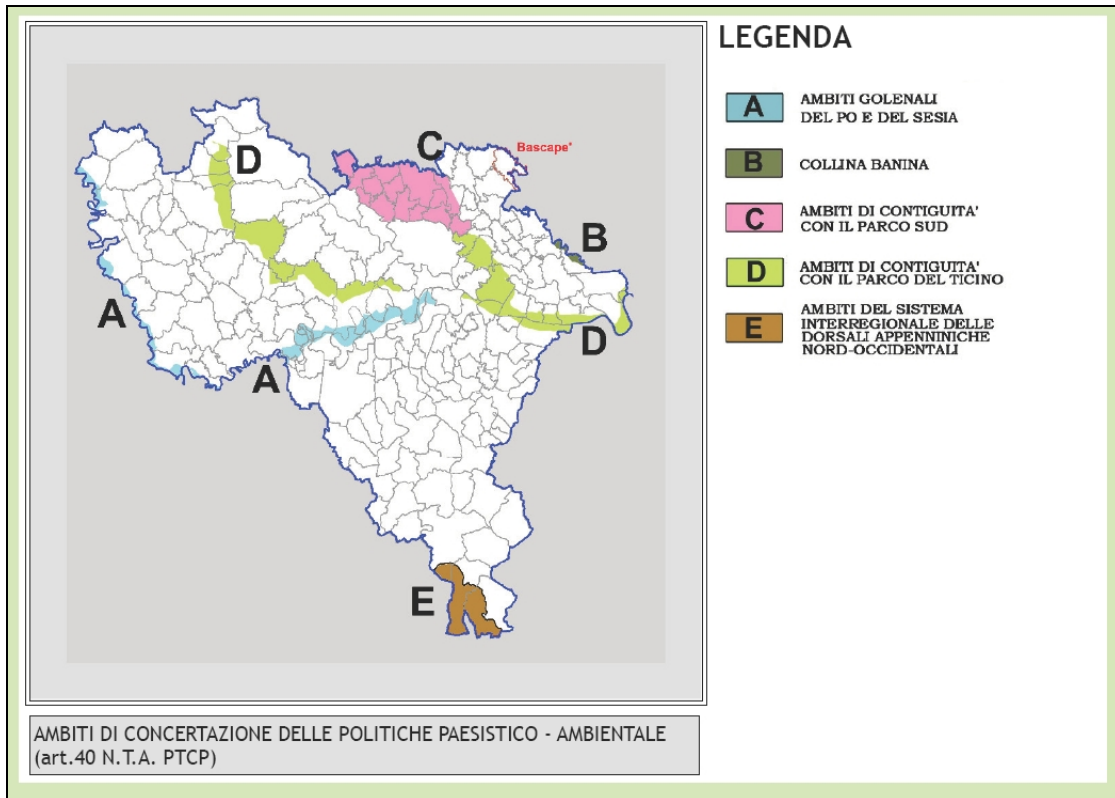 LEGENDA
A
AMBITI GOLENALI
DEL PO E DEL SESIA
B
COLLINA BANINA
C
AMBITI DI CONTIGUITA'
CON IL PARCO SUD
D
AMBITI DI CONTIGUITA'
CON IL PARCO DEL TICINO
E
AMBITI DEL SISTEMA
INTERREGIONALE DELLE
DORSALI APPENNINICHE
NORD-OCCIDENTALI
C
Bascape'
D
B
A
D
A
E
AMBITI DI CONCERTAZIONE DELLE POLITICHE PAESISTICO - AMBIENTALE
(art.40 N.T.A. PTCP)